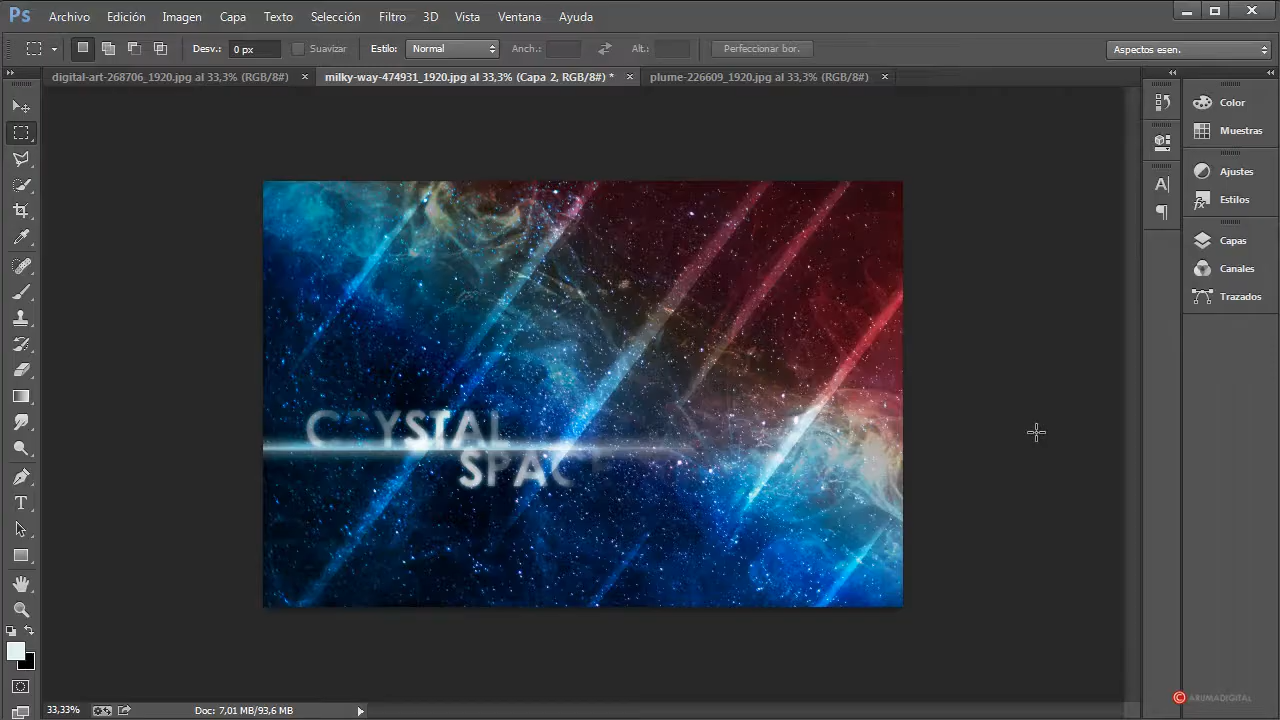 Ps Archivo Edición Imagen Capa Texto Selección Filtro 3D Vista Ventana Ayuda
Desv.: 0 px Suavizar Estilo: Normal Anch.: Alt.: Perfeccionar bor. Aspectos esen.
digital-art-268706_1920.jpg al 33,3% (RGB/8#) × milky-way-474931_1920.jpg al 33,3% (Capa 2, RGB/8#) * × plume-226609_1920.jpg al 33,3% (RGB/8#) ×
Color
Muestras
Ajustes
Estilos
Capas
Canales
Trazados
CRYSTAL
SPACE
33,33% Doc: 7,01 MB/93,6 MB
© ARUMADIGITAL